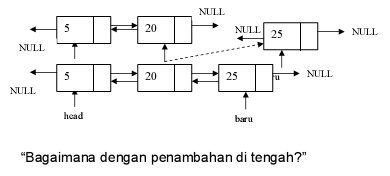 NULL
5 20 NULL 25 NULL
NULL
5 20 25 u NULL
NULL
head baru
“Bagaimana dengan penambahan di tengah?”